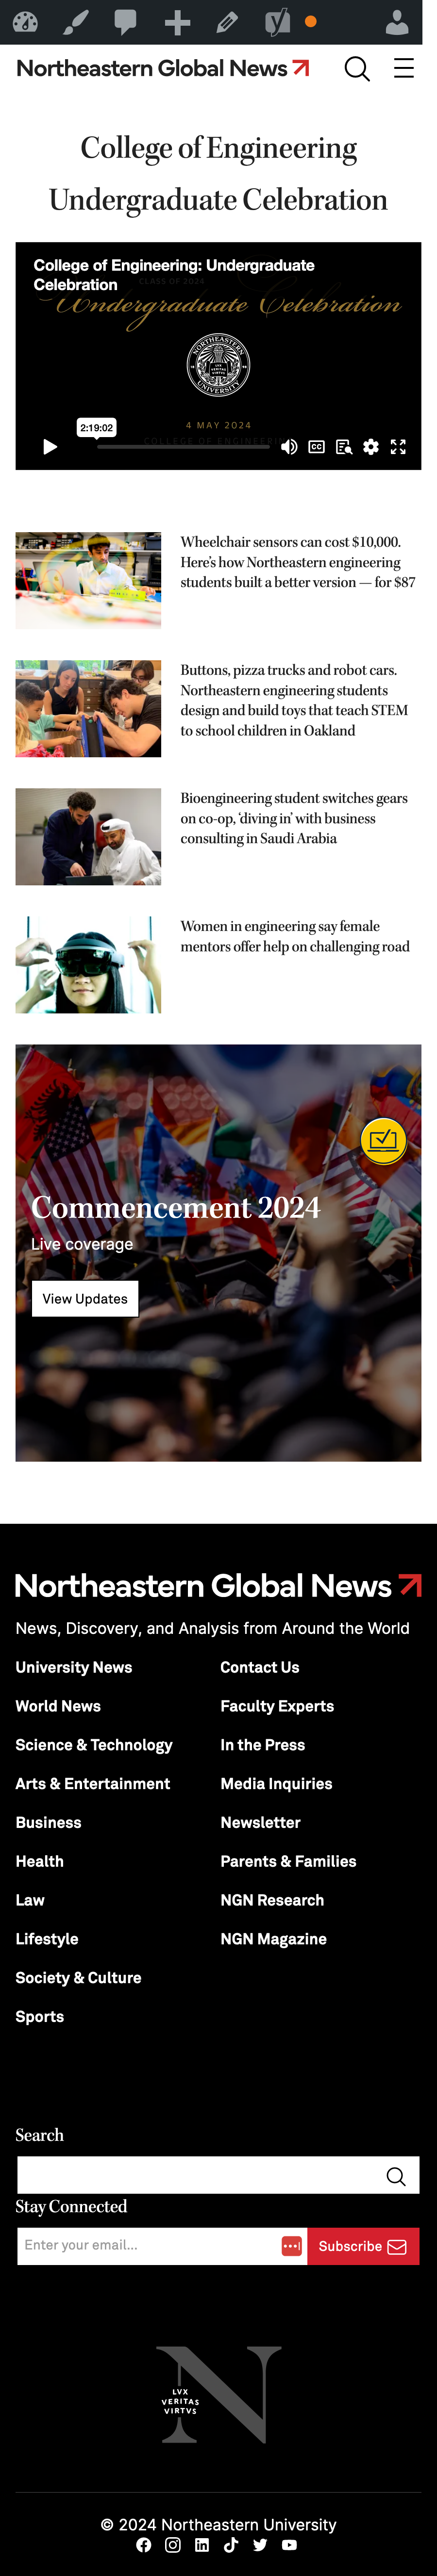 Northeastern Global News
College of Engineering
Undergraduate Celebration
College of Engineering: Undergraduate
Celebration
CLASS OF 2024
Undergraduate Celebration
NORTHEASTERN
LVX
VERITAS
VIRTVS
UNIVERSITY
4 MAY 2024
2:19:02
COLLEGE OF ENGINEERING
CC
Wheelchair sensors can cost $10,000.
Here’s how Northeastern engineering
students built a better version — for $87
Buttons, pizza trucks and robot cars.
Northeastern engineering students
design and build toys that teach STEM
to school children in Oakland
Bioengineering student switches gears
on co-op, ‘diving in’ with business
consulting in Saudi Arabia
Women in engineering say female
mentors offer help on challenging road
Commencement 2024
Live coverage
View Updates
Northeastern Global News
News, Discovery, and Analysis from Around the World
University News
World News
Science & Technology
Arts & Entertainment
Business
Health
Law
Lifestyle
Society & Culture
Sports
Contact Us
Faculty Experts
In the Press
Media Inquiries
Newsletter
Parents & Families
NGN Research
NGN Magazine
Search
Stay Connected
Enter your email...
Subscribe
N
LVX
VERITAS
VIRTVS
© 2024 Northeastern University